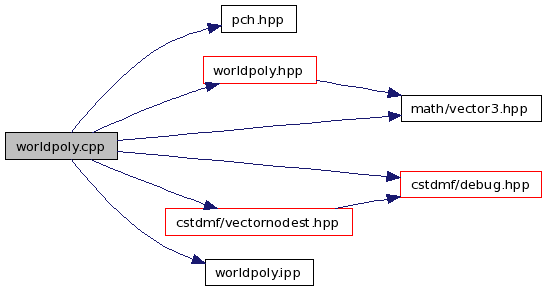 pch.hpp
worldpoly.hpp
math/vector3.hpp
worldpoly.cpp
cstdmf/debug.hpp
cstdmf/vectornodest.hpp
worldpoly.ipp